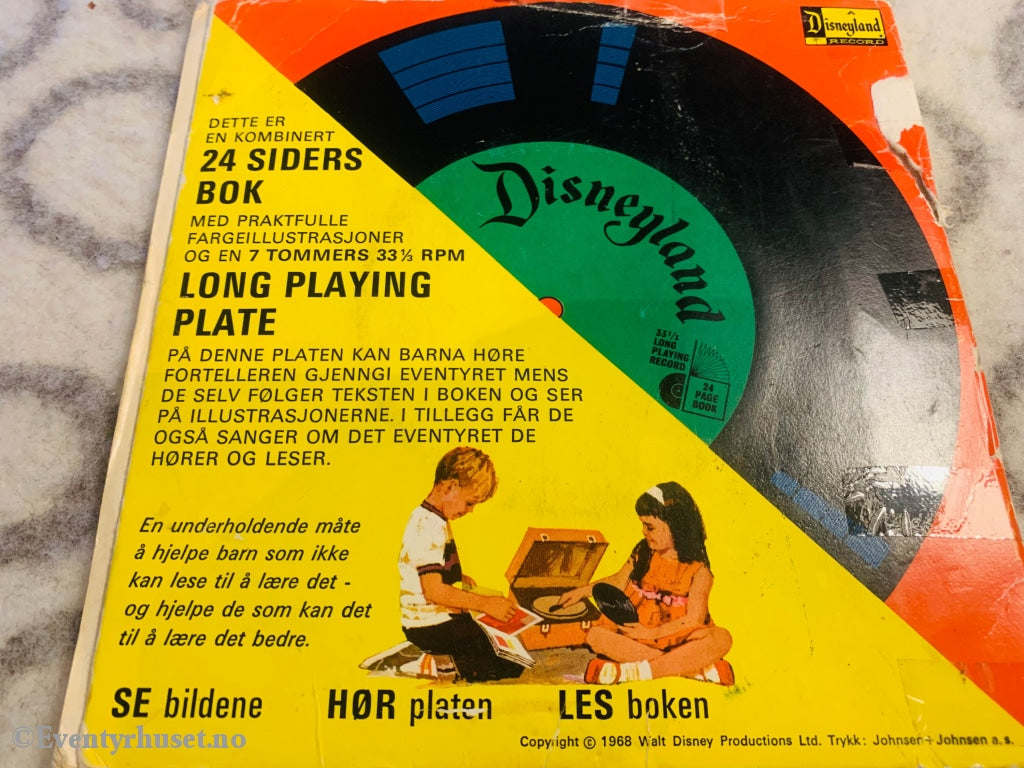 Disneyland
RECORD
DETTE ER
EN KOMBINERT
24 SIDERS
BOK
MED PRAKTFULLE
FARGEILLUSTRASJONER
OG EN 7 TOMMERS 33⅓ RPM
LONG PLAYING
PLATE
PÅ DENNE PLATEN KAN BARNA HØRE
FORTELLEREN GJENNGI EVENTYRET MENS
DE SELV FØLGER TEKSTEN I BOKEN OG SER
PÅ ILLUSTRASJONERNE. I TILLEGG FÅR DE
OGSÅ SANGER OM DET EVENTYRET DE
HØRER OG LESER.
Disneyland
33 1/3
LONG
PLAYING
RECORD
24
PAGE
BOOK
En underholdende måte
å hjelpe barn som ikke
kan lese til å lære det -
og hjelpe de som kan det
til å lære det bedre.
SE bildene HØR platen LES boken
Copyright © 1968 Walt Disney Productions Ltd. Trykk: Johnsen+Johnsen a.s.
©Eventyrhuset.no